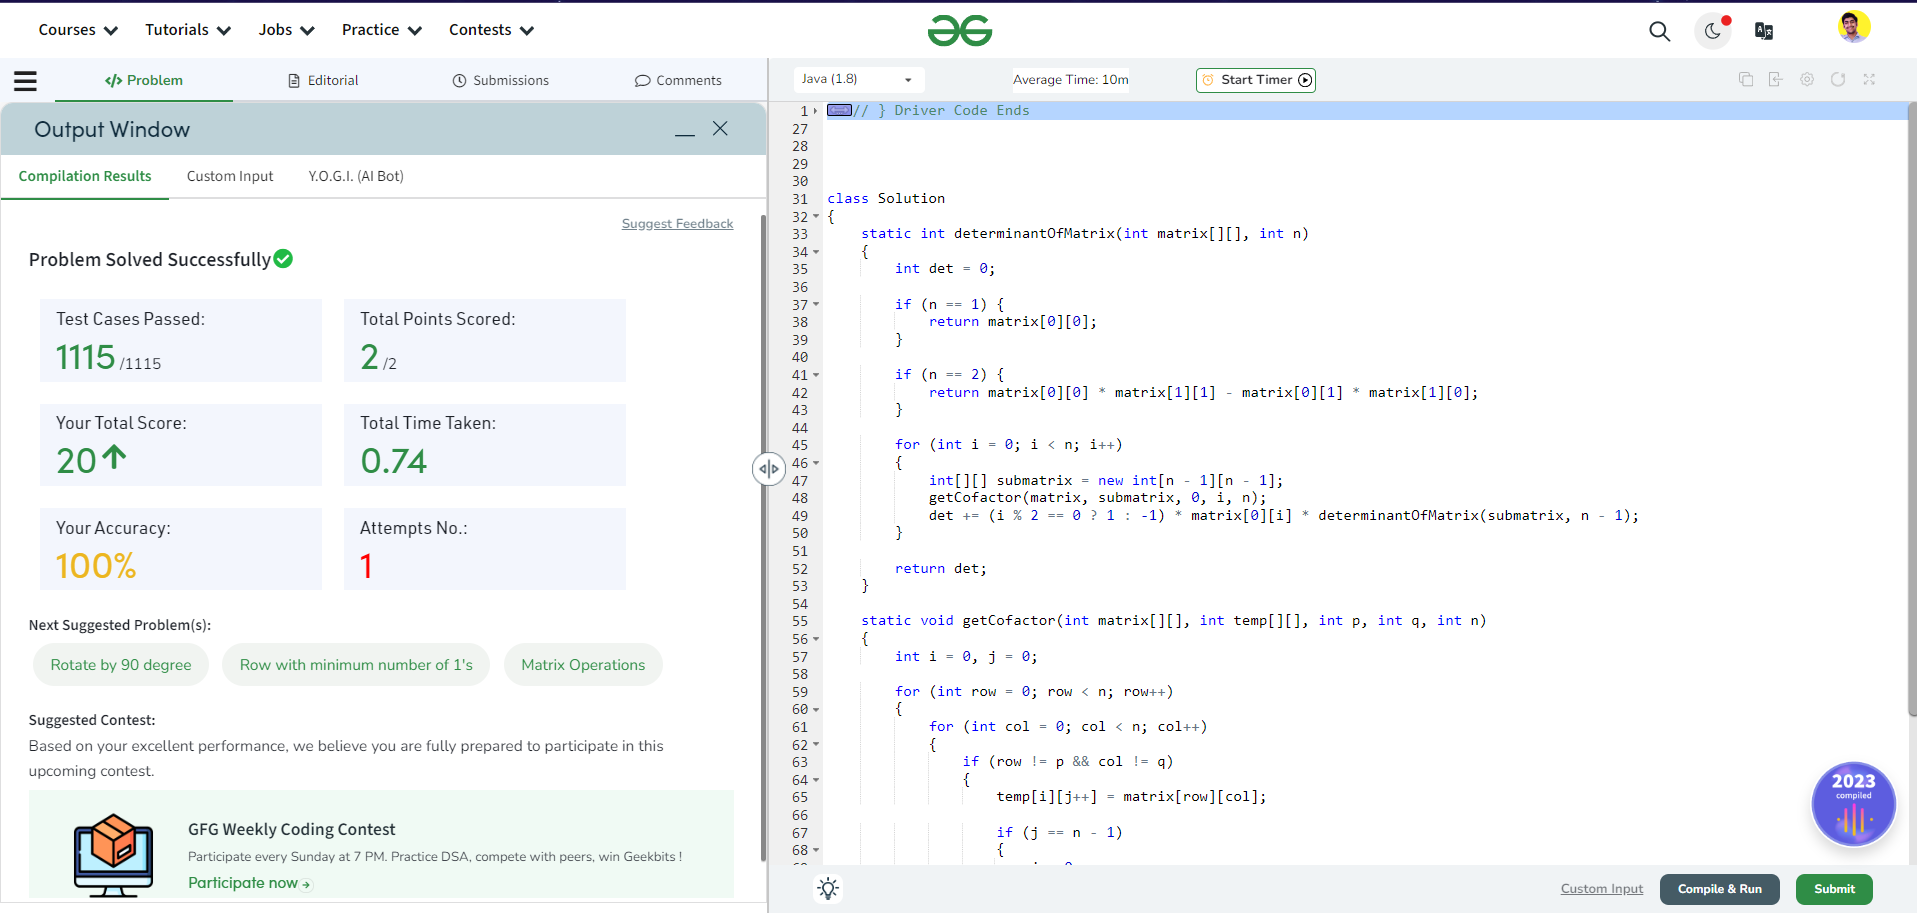 Courses Tutorials Jobs Practice Contests
Problem Editorial Submissions Comments
Output Window
Compilation Results Custom Input Y.O.G.I. (AI Bot)
Suggest Feedback
Problem Solved Successfully
Test Cases Passed:
1115 /1115
Total Points Scored:
2 /2
Your Total Score:
20
Total Time Taken:
0.74
Your Accuracy:
100%
Attempts No.:
1
Next Suggested Problem(s):
Rotate by 90 degree Row with minimum number of 1's Matrix Operations
Suggested Contest:
Based on your excellent performance, we believe you are fully prepared to participate in this
upcoming contest.
GFG Weekly Coding Contest
Participate every Sunday at 7 PM. Practice DSA, compete with peers, win Geekbits !
Participate now
Java (1.8) Average Time: 10m Start Timer
1 // } Driver Code Ends
27
28
29
30
31 class Solution
32 {
33 static int determinantOfMatrix(int matrix[][], int n)
34 {
35 int det = 0;
36
37 if (n == 1) {
38 return matrix[0][0];
39 }
40
41 if (n == 2) {
42 return matrix[0][0] * matrix[1][1] - matrix[0][1] * matrix[1][0];
43 }
44
45 for (int i = 0; i < n; i++)
46 {
47 int[][] submatrix = new int[n - 1][n - 1];
48 getCofactor(matrix, submatrix, 0, i, n);
49 det += (i % 2 == 0 ? 1 : -1) * matrix[0][i] * determinantOfMatrix(submatrix, n - 1);
50 }
51
52 return det;
53 }
54
55 static void getCofactor(int matrix[][], int temp[][], int p, int q, int n)
56 {
57 int i = 0, j = 0;
58
59 for (int row = 0; row < n; row++)
60 {
61 for (int col = 0; col < n; col++)
62 {
63 if (row != p && col != q)
64 {
65 temp[i][j++] = matrix[row][col];
66
67 if (j == n - 1)
68 {
2023
compiled
Custom Input Compile & Run Submit